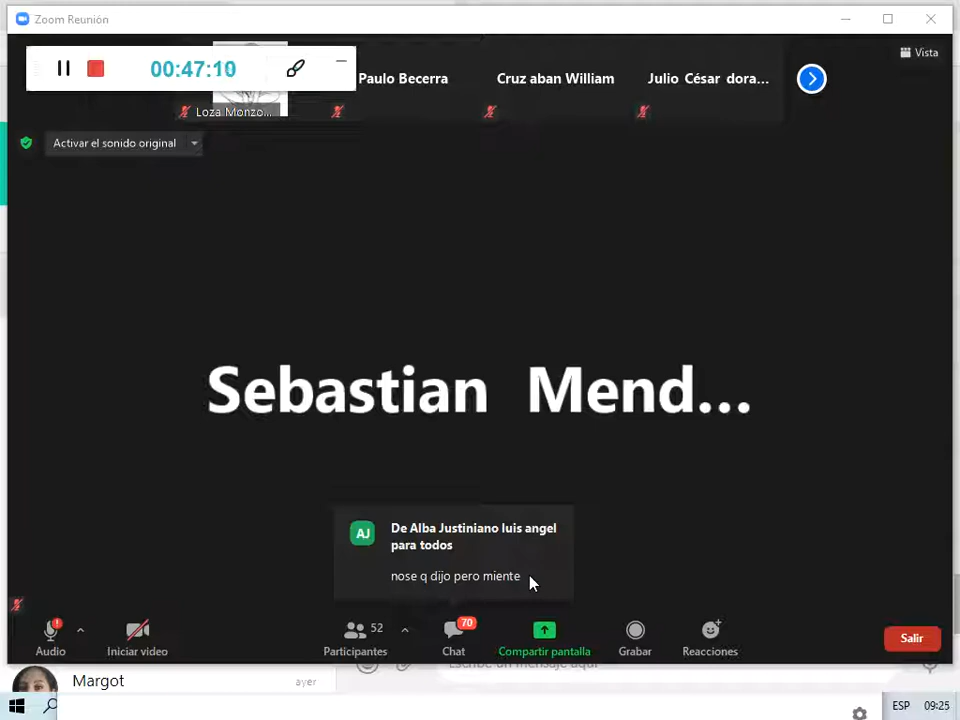 Zoom Reunión
00:47:10
Vista
Paulo Becerra
Cruz aban William
Julio César dora...
Loza Monzo...
Activar el sonido original
Sebastian Mend...
AJ
De Alba Justiniano luis angel
para todos
nose q dijo pero miente
52
70
Audio
Iniciar video
Participantes
Chat
Compartir pantalla
Grabar
Reacciones
Salir
Escribe un mensaje aquí
Margot
ayer
ESP
09:25